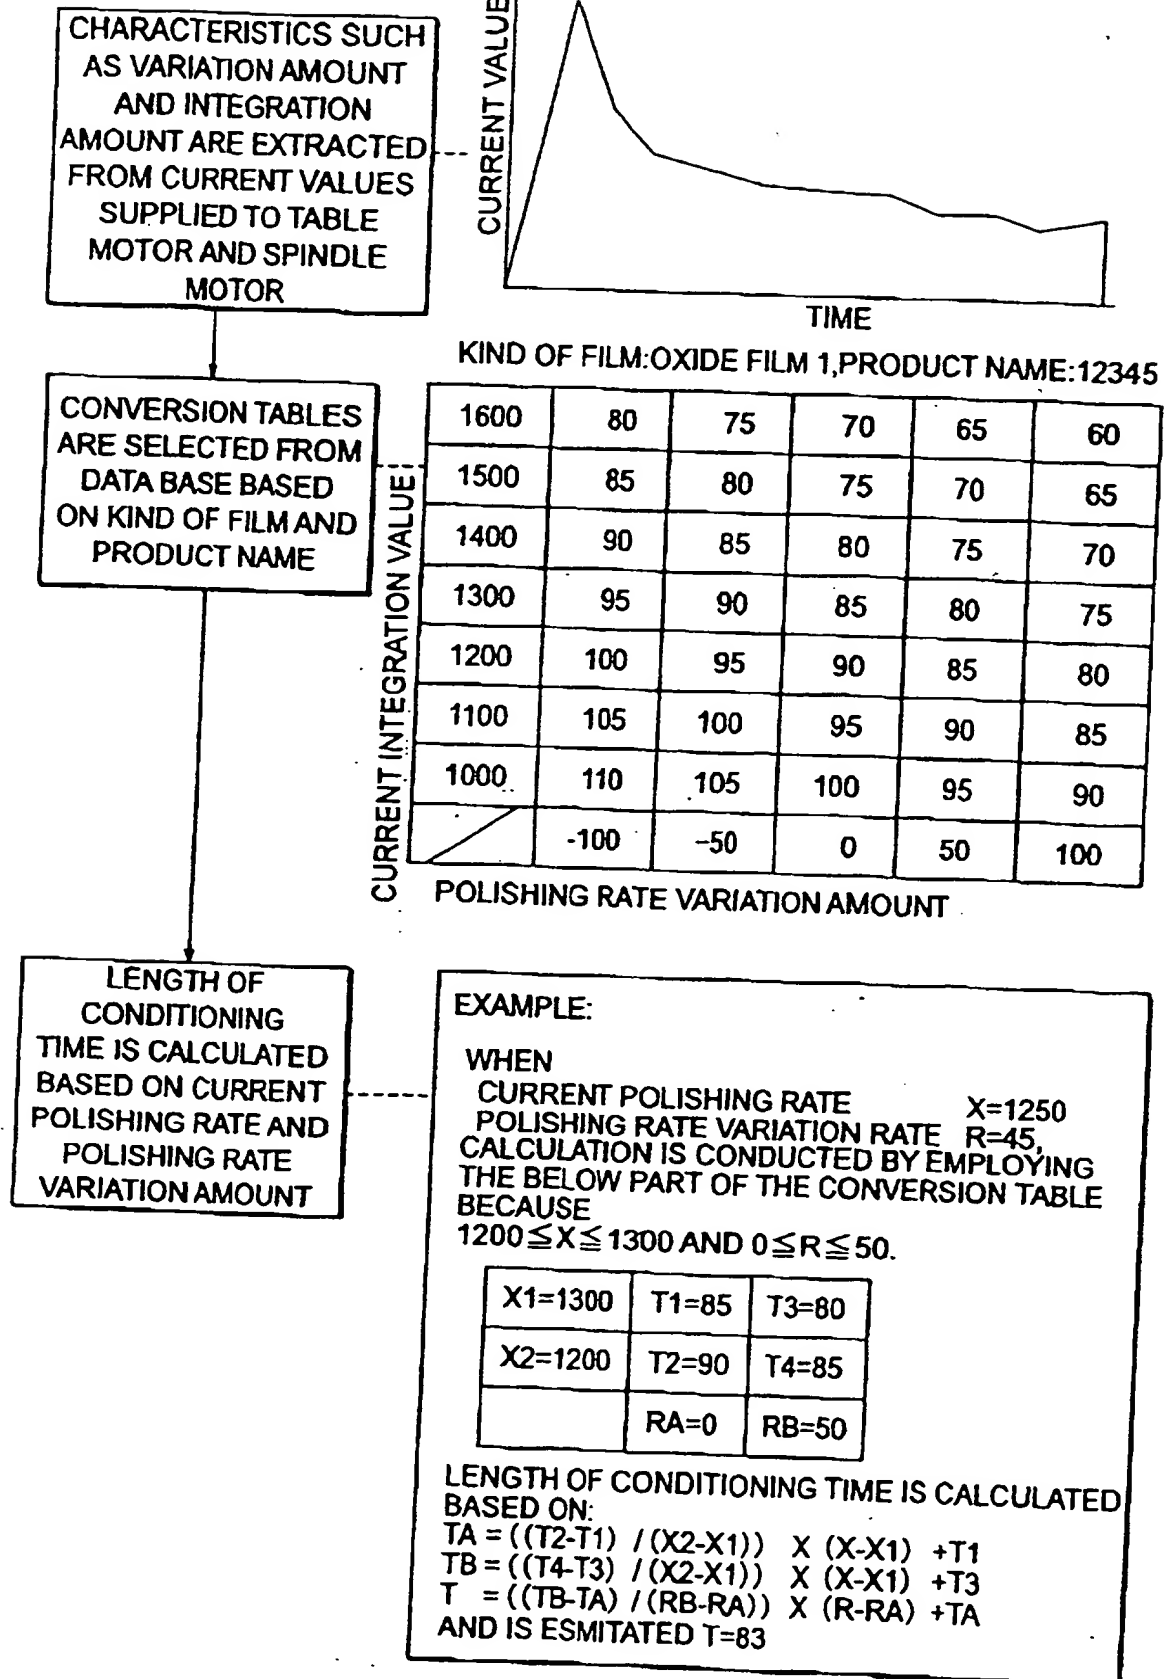 CHARACTERISTICS SUCH
AS VARIATION AMOUNT
AND INTEGRATION
AMOUNT ARE EXTRACTED
FROM CURRENT VALUES
SUPPLIED TO TABLE
MOTOR AND SPINDLE
MOTOR
CURRENT VALUE
TIME
CONVERSION TABLES
ARE SELECTED FROM
DATA BASE BASED
ON KIND OF FILM AND
PRODUCT NAME
KIND OF FILM:OXIDE FILM 1,PRODUCT NAME:12345
CURRENT INTEGRATION VALUE
1600 80 75 70 65 60
1500 85 80 75 70 65
1400 90 85 80 75 70
1300 95 90 85 80 75
1200 100 95 90 85 80
1100 105 100 95 90 85
1000 110 105 100 95 90
-100 -50 0 50 100
POLISHING RATE VARIATION AMOUNT
LENGTH OF
CONDITIONING
TIME IS CALCULATED
BASED ON CURRENT
POLISHING RATE AND
POLISHING RATE
VARIATION AMOUNT
EXAMPLE:
WHEN
CURRENT POLISHING RATE X=1250
POLISHING RATE VARIATION RATE R=45,
CALCULATION IS CONDUCTED BY EMPLOYING
THE BELOW PART OF THE CONVERSION TABLE
BECAUSE
1200≦X≦1300 AND 0≦R≦50.
X1=1300 T1=85 T3=80
X2=1200 T2=90 T4=85
RA=0 RB=50
LENGTH OF CONDITIONING TIME IS CALCULATED
BASED ON:
TA = ((T2-T1) / (X2-X1)) X (X-X1) +T1
TB = ((T4-T3) / (X2-X1)) X (X-X1) +T3
T = ((TB-TA) / (RB-RA)) X (R-RA) +TA
AND IS ESMITATED T=83